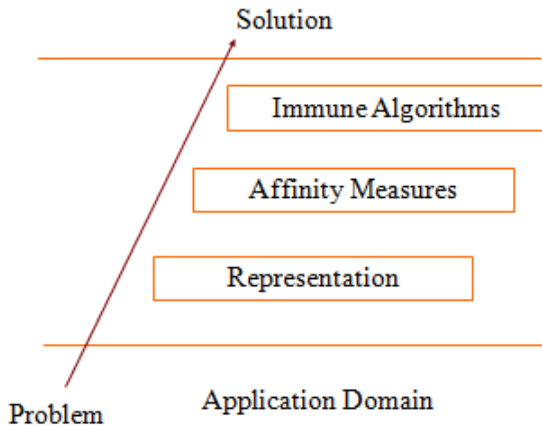 Solution
Immune Algorithms
Affinity Measures
Representation
Application Domain
Problem